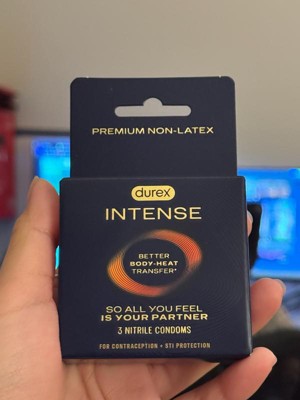 PREMIUM NON-LATEX
durex
INTENSE
BETTER
BODY-HEAT
TRANSFER*
SO ALL YOU FEEL
IS YOUR PARTNER
3 NITRILE CONDOMS
FOR CONTRACEPTION + STI PROTECTION